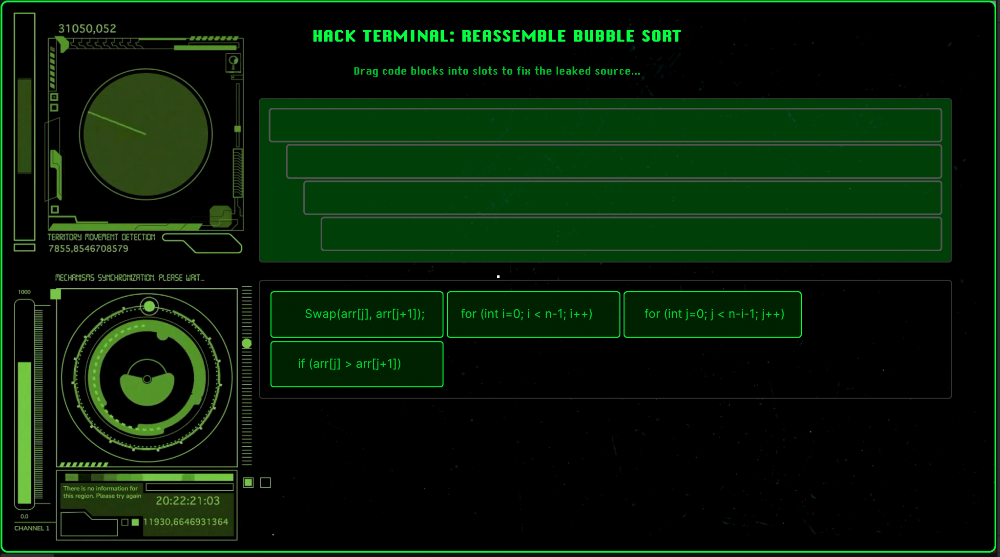 31050,052
HACK TERMINAL: REASSEMBLE BUBBLE SORT
Drag code blocks into slots to fix the leaked source...
TERRITORY MOVEMENT DETECTION
7855,8546708579
MECHANISMS SYNCHRONIZATION. PLEASE WAIT...
1000
Swap(arr[j], arr[j+1]);
for (int i=0; i < n-1; i++)
for (int j=0; j < n-i-1; j++)
if (arr[j] > arr[j+1])
There is no information for
this region. Please try again
20:22:21:03
0.0
11930,6646931364
CHANNEL 1